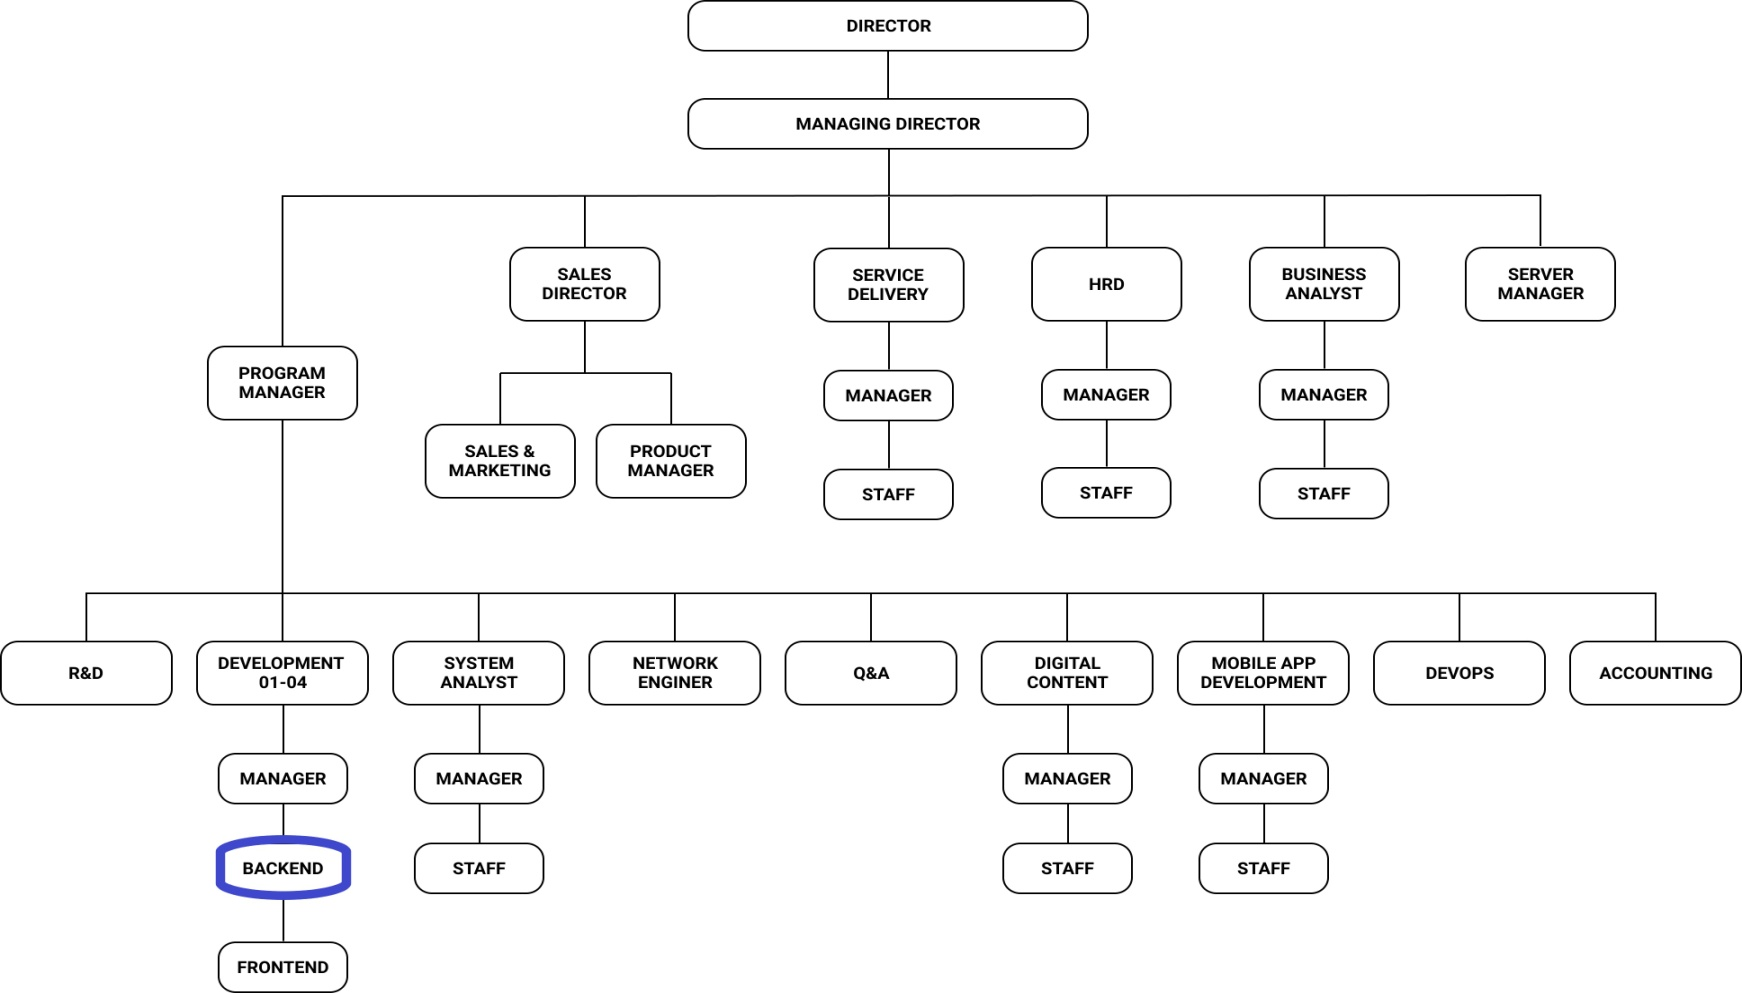 DIRECTOR
MANAGING DIRECTOR
SALES
DIRECTOR
SERVICE
DELIVERY
HRD
BUSINESS
ANALYST
SERVER
MANAGER
PROGRAM
MANAGER
MANAGER
MANAGER
MANAGER
SALES &
MARKETING
PRODUCT
MANAGER
STAFF
STAFF
STAFF
R&D
DEVELOPMENT
01-04
SYSTEM
ANALYST
NETWORK
ENGINER
Q&A
DIGITAL
CONTENT
MOBILE APP
DEVELOPMENT
DEVOPS
ACCOUNTING
MANAGER
MANAGER
MANAGER
MANAGER
BACKEND
STAFF
STAFF
STAFF
FRONTEND